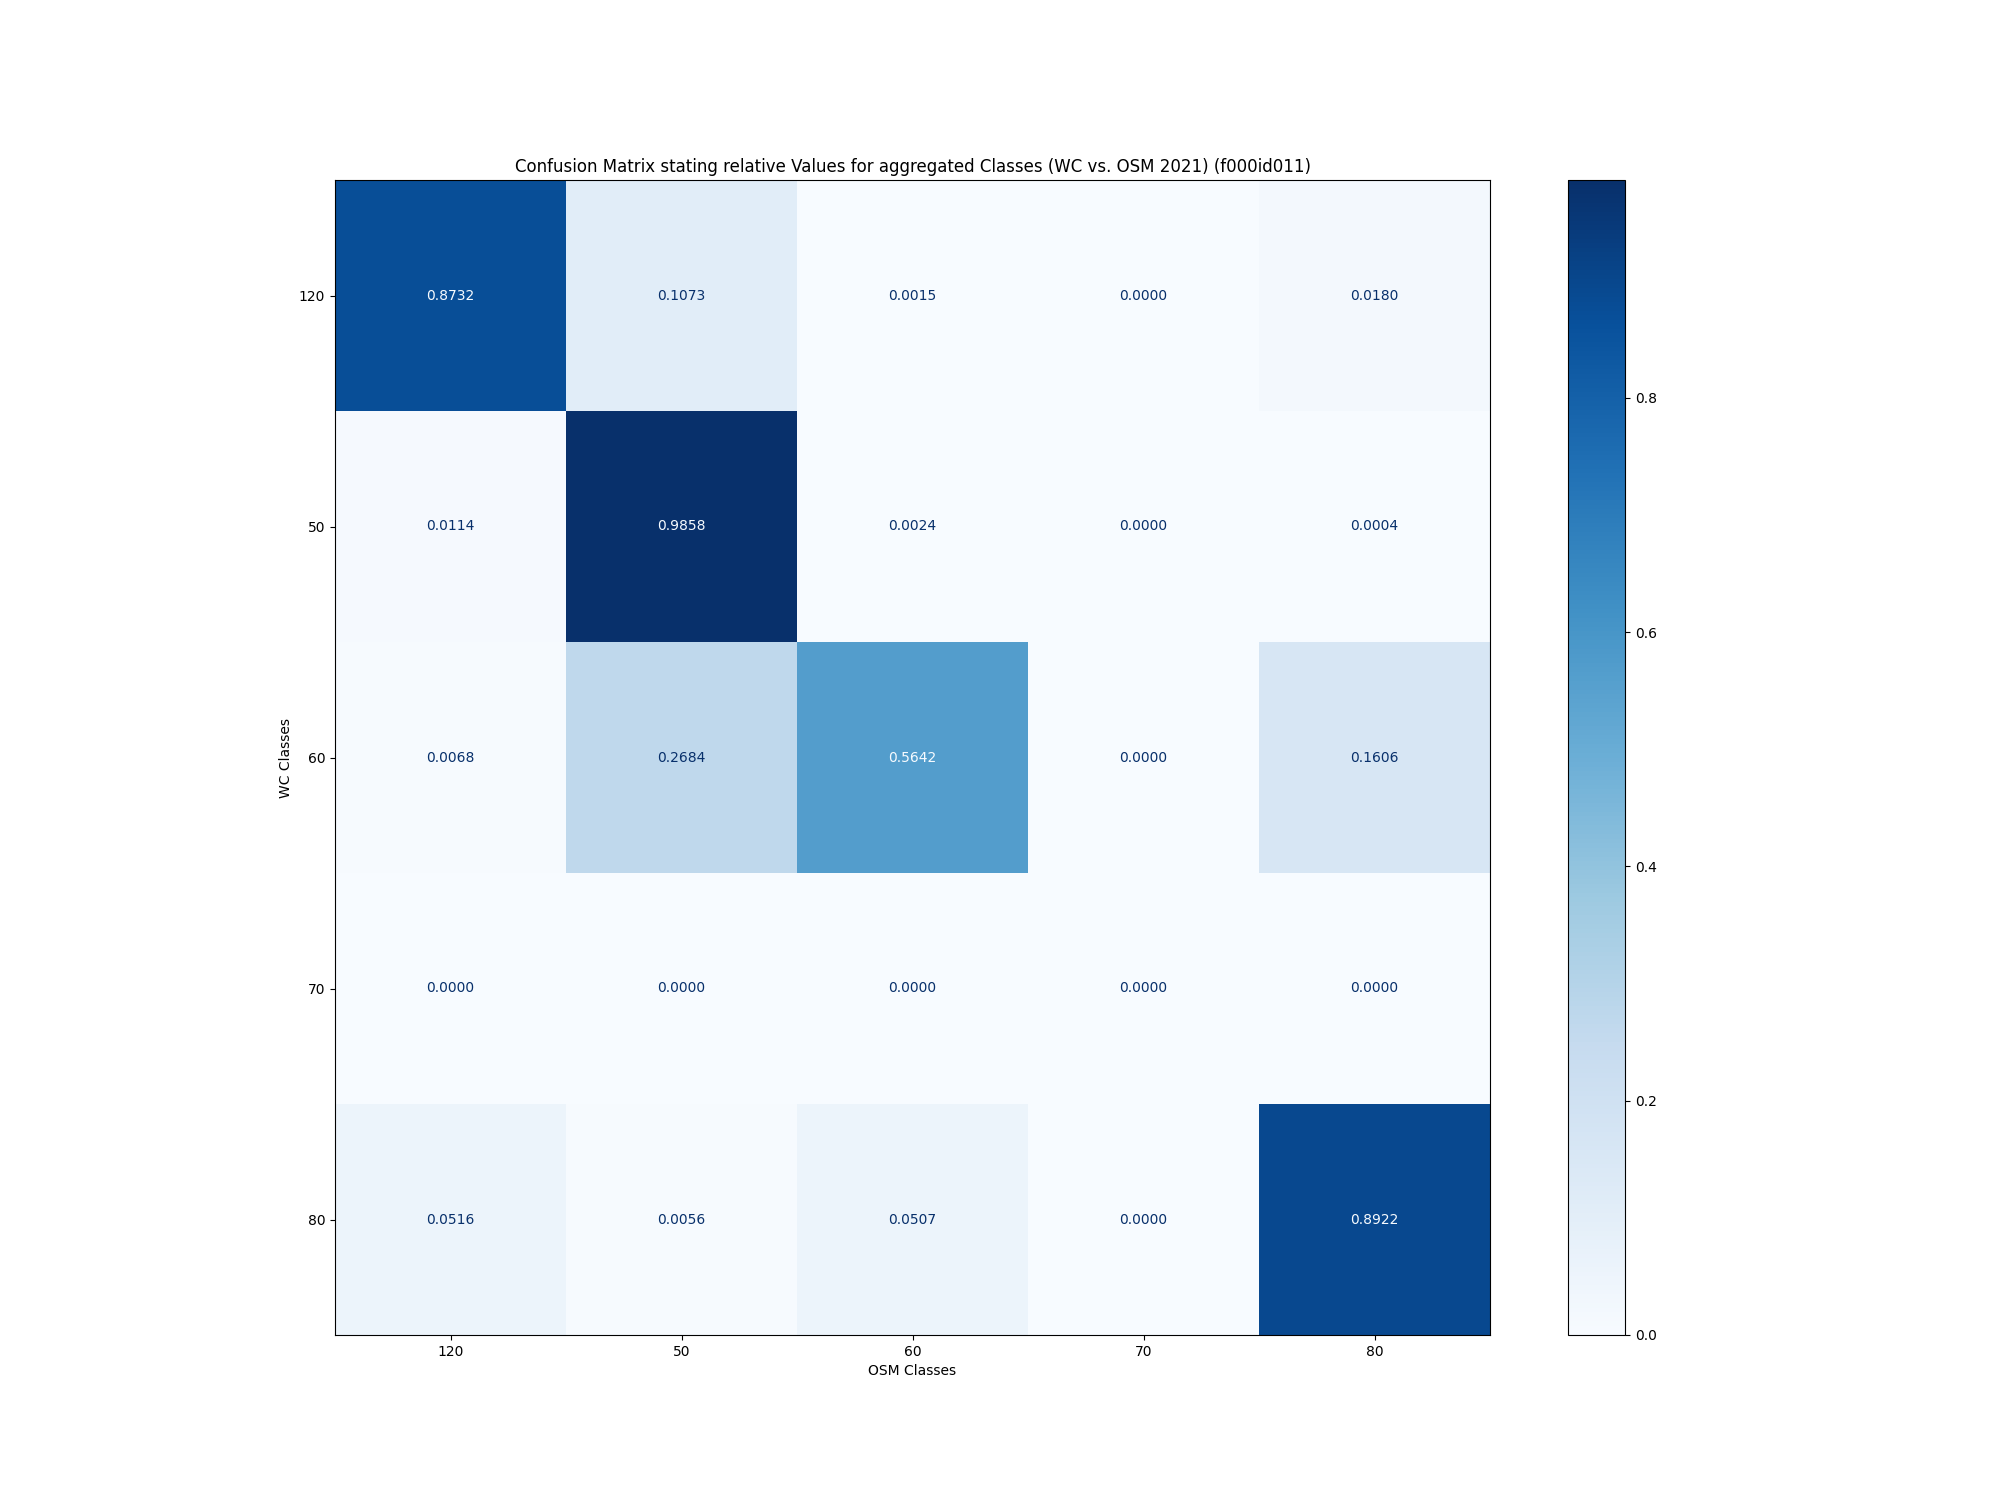 Confusion Matrix stating relative Values for aggregated Classes (WC vs. OSM 2021) (f000id011)
120 0.8732 0.1073 0.0015 0.0000 0.0180
50 0.0114 0.9858 0.0024 0.0000 0.0004
WC Classes
60 0.0068 0.2684 0.5642 0.0000 0.1606
70 0.0000 0.0000 0.0000 0.0000 0.0000
80 0.0516 0.0056 0.0507 0.0000 0.8922
120 50 60 70 80
OSM Classes
0.8
0.6
0.4
0.2
0.0